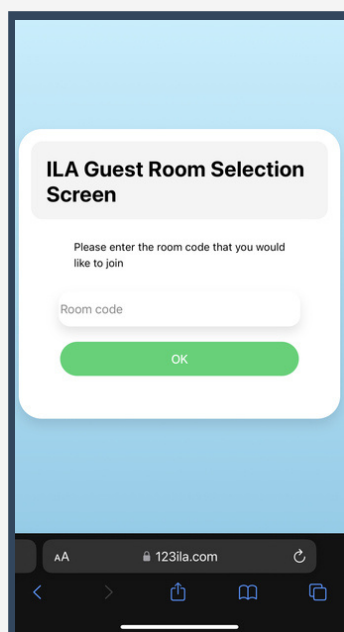 ILA Guest Room Selection
Screen
Please enter the room code that you would
like to join
Room code
OK
AA
123ila.com